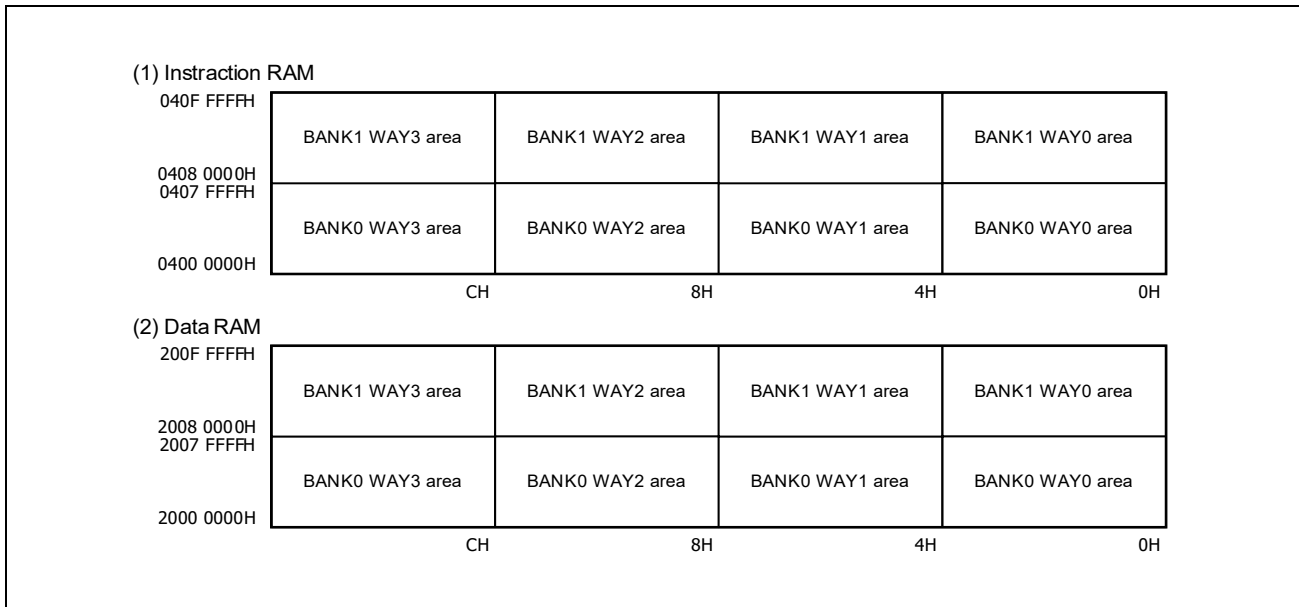 (1) Instraction RAM
040F FFFFH
BANK1 WAY3 area BANK1 WAY2 area BANK1 WAY1 area BANK1 WAY0 area
0408 0000H
0407 FFFFH
BANK0 WAY3 area BANK0 WAY2 area BANK0 WAY1 area BANK0 WAY0 area
0400 0000H
CH 8H 4H 0H
(2) Data RAM
200F FFFFH
BANK1 WAY3 area BANK1 WAY2 area BANK1 WAY1 area BANK1 WAY0 area
2008 0000H
2007 FFFFH
BANK0 WAY3 area BANK0 WAY2 area BANK0 WAY1 area BANK0 WAY0 area
2000 0000H
CH 8H 4H 0H